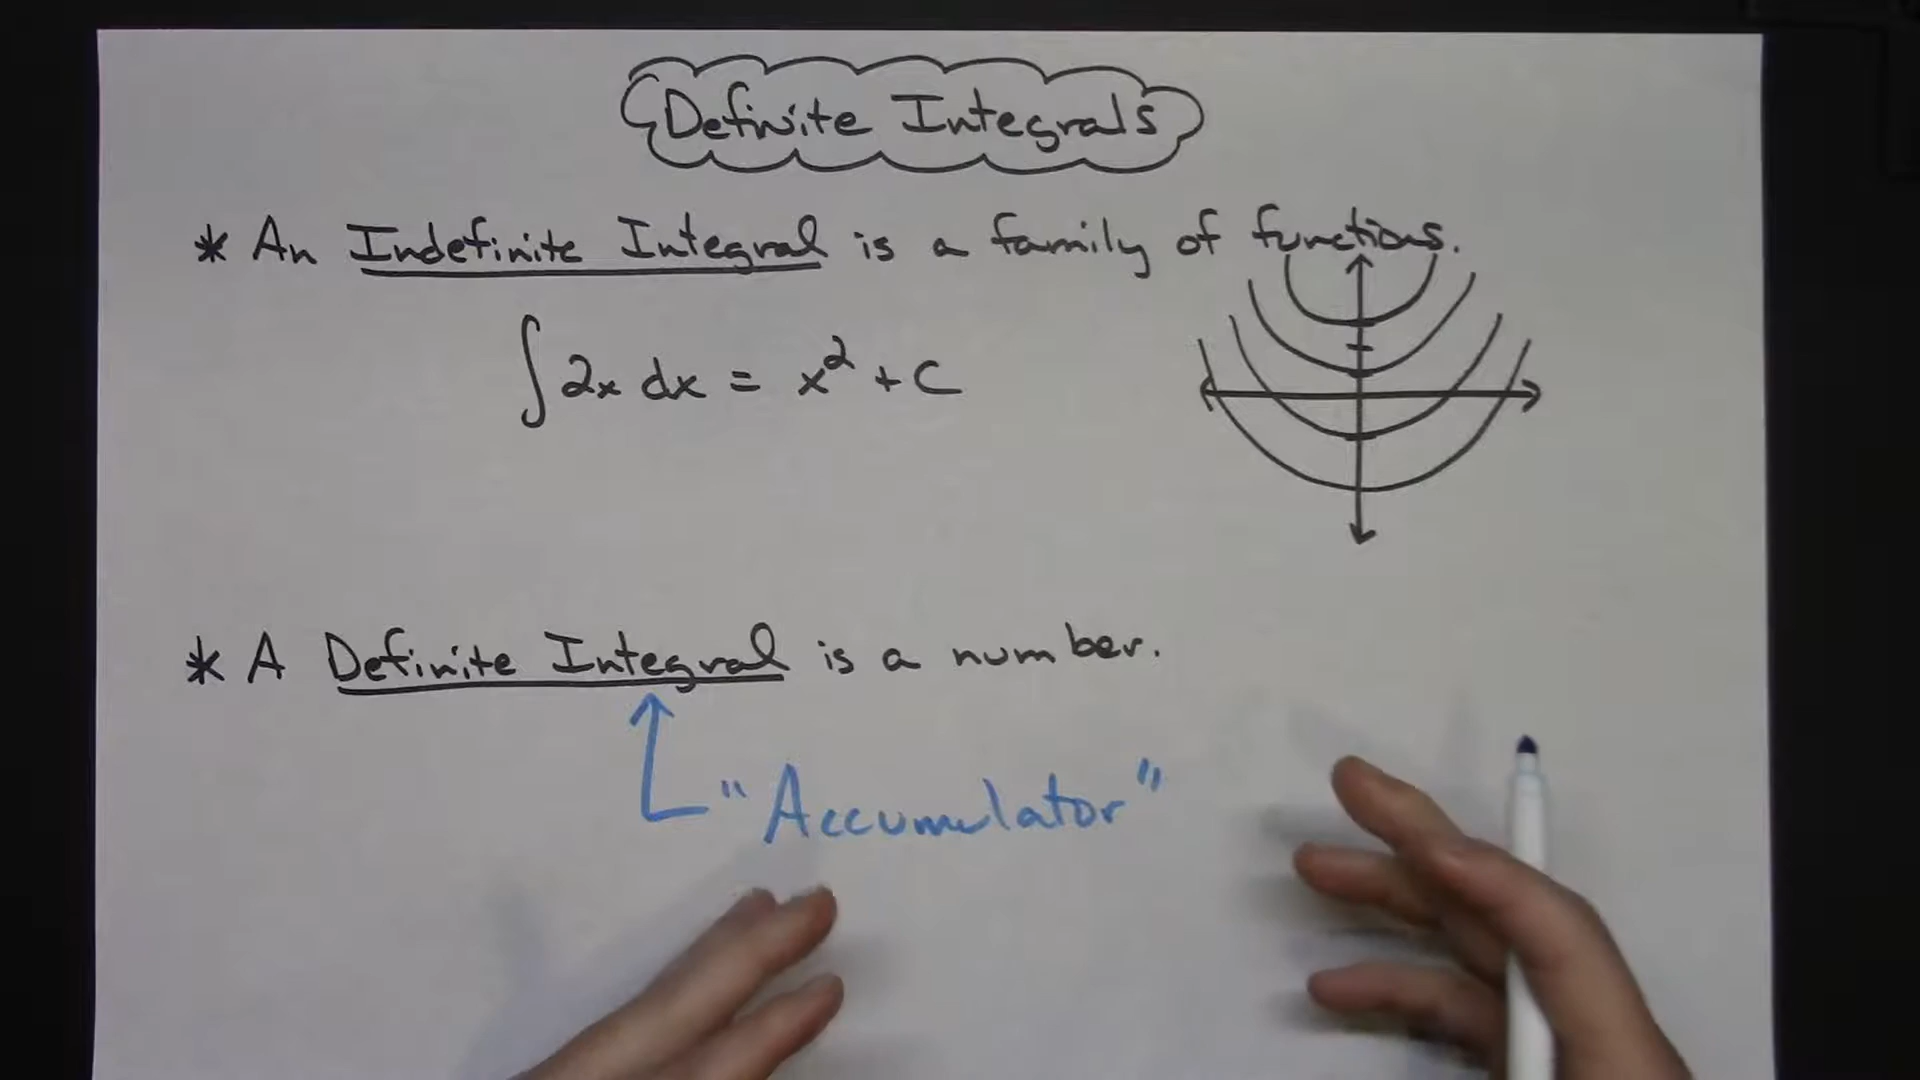 Definite Integrals
* An Indefinite Integral is a family of functions.
∫2x dx = x² + C
* A Definite Integral is a number.
"Accumulator"